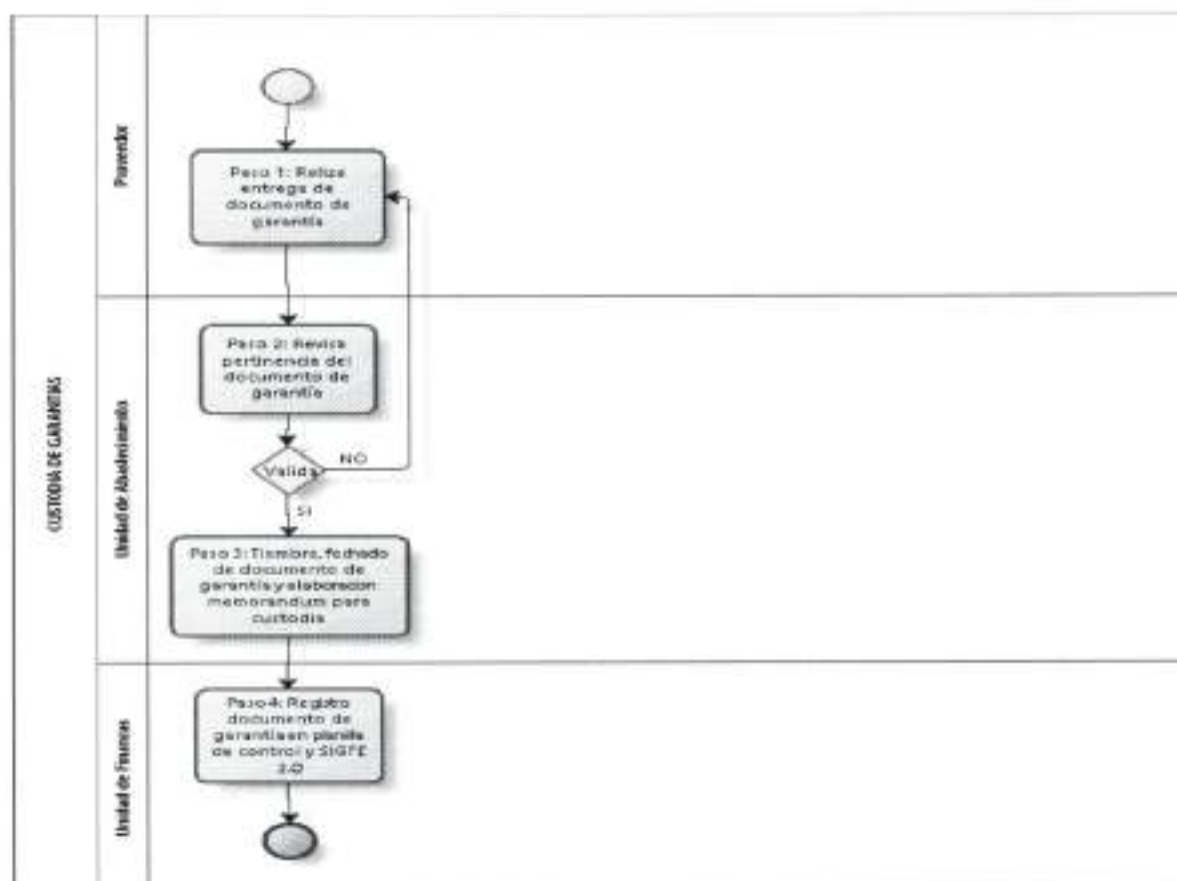 CUSTODIA DE GARANTIAS
Proveedor
Paso 1: Realiza
entrega de
documento de
garantía
Unidad de Abastecimiento
Paso 2: Revisa
pertinencia del
documento de
garantía
Valida
NO
SI
Paso 3: Tiembre, fechado
de documento de
garantía y elaboracion
memorandum para
custodia
Unidad de Finanzas
Paso 4: Registro
documento de
garantía en planilla
de control y SIGFE
2.0